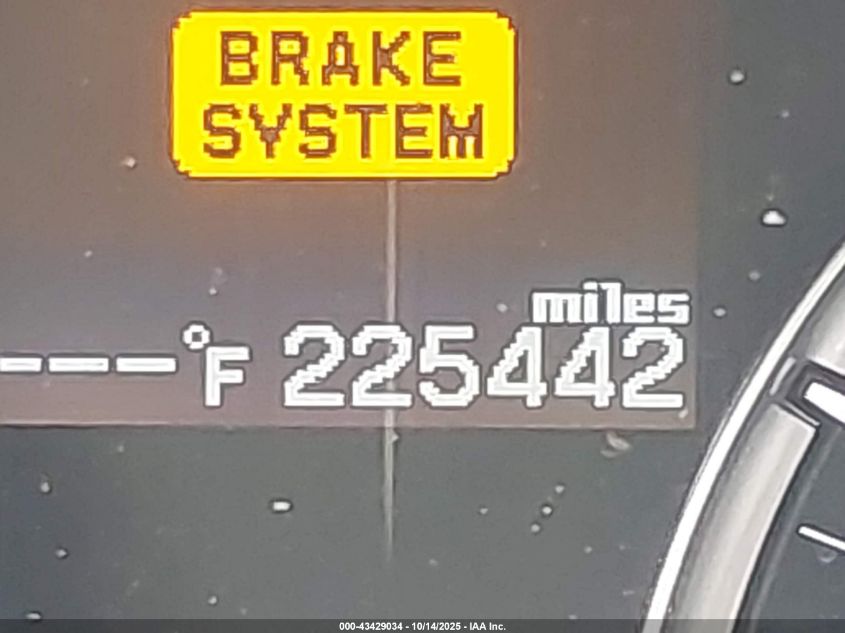 BRAKE
SYSTEM
miles
---°F 225442
000-43429034 - 10/14/2025 - IAA Inc.